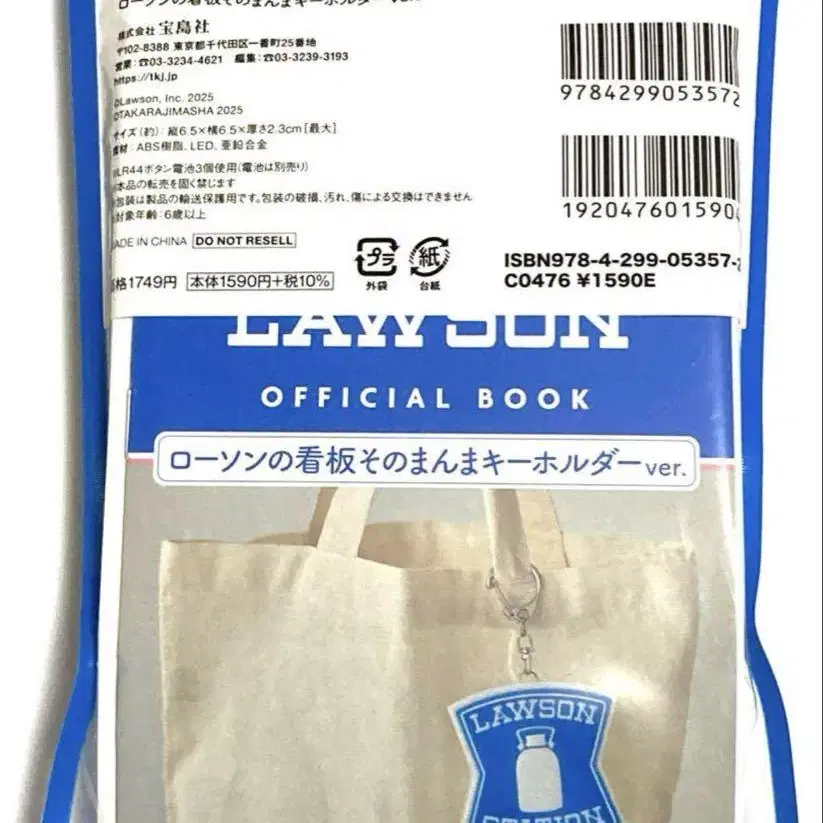 ローソンの看板そのまんまキーホルダーver.
株式会社 宝島社
〒102-8388 東京都千代田区一番町25番地
営業:☎03-3234-4621 編集:☎03-3239-3193
https://tkj.jp
©Lawson, Inc. 2025
©TAKARAJIMASHA 2025
サイズ(約):縦6.5×横6.5×厚さ2.3cm[最大]
素材:ABS樹脂、LED、亜鉛合金
LR44ボタン電池3個使用(電池は別売り)
本品の転売を固く禁じます
包装は製品の輸送保護用です。包装の破損、汚れ、傷による交換はできません
対象年齢:6歳以上
MADE IN CHINA DO NOT RESELL
価格1749円 本体1590円+税10%
プラ
外袋
紙
台紙
9784299053572
192047601590
ISBN978-4-299-05357-
C0476 ¥1590E
LAWSON
OFFICIAL BOOK
ローソンの看板そのまんまキーホルダーver.
LAWSON
STATION